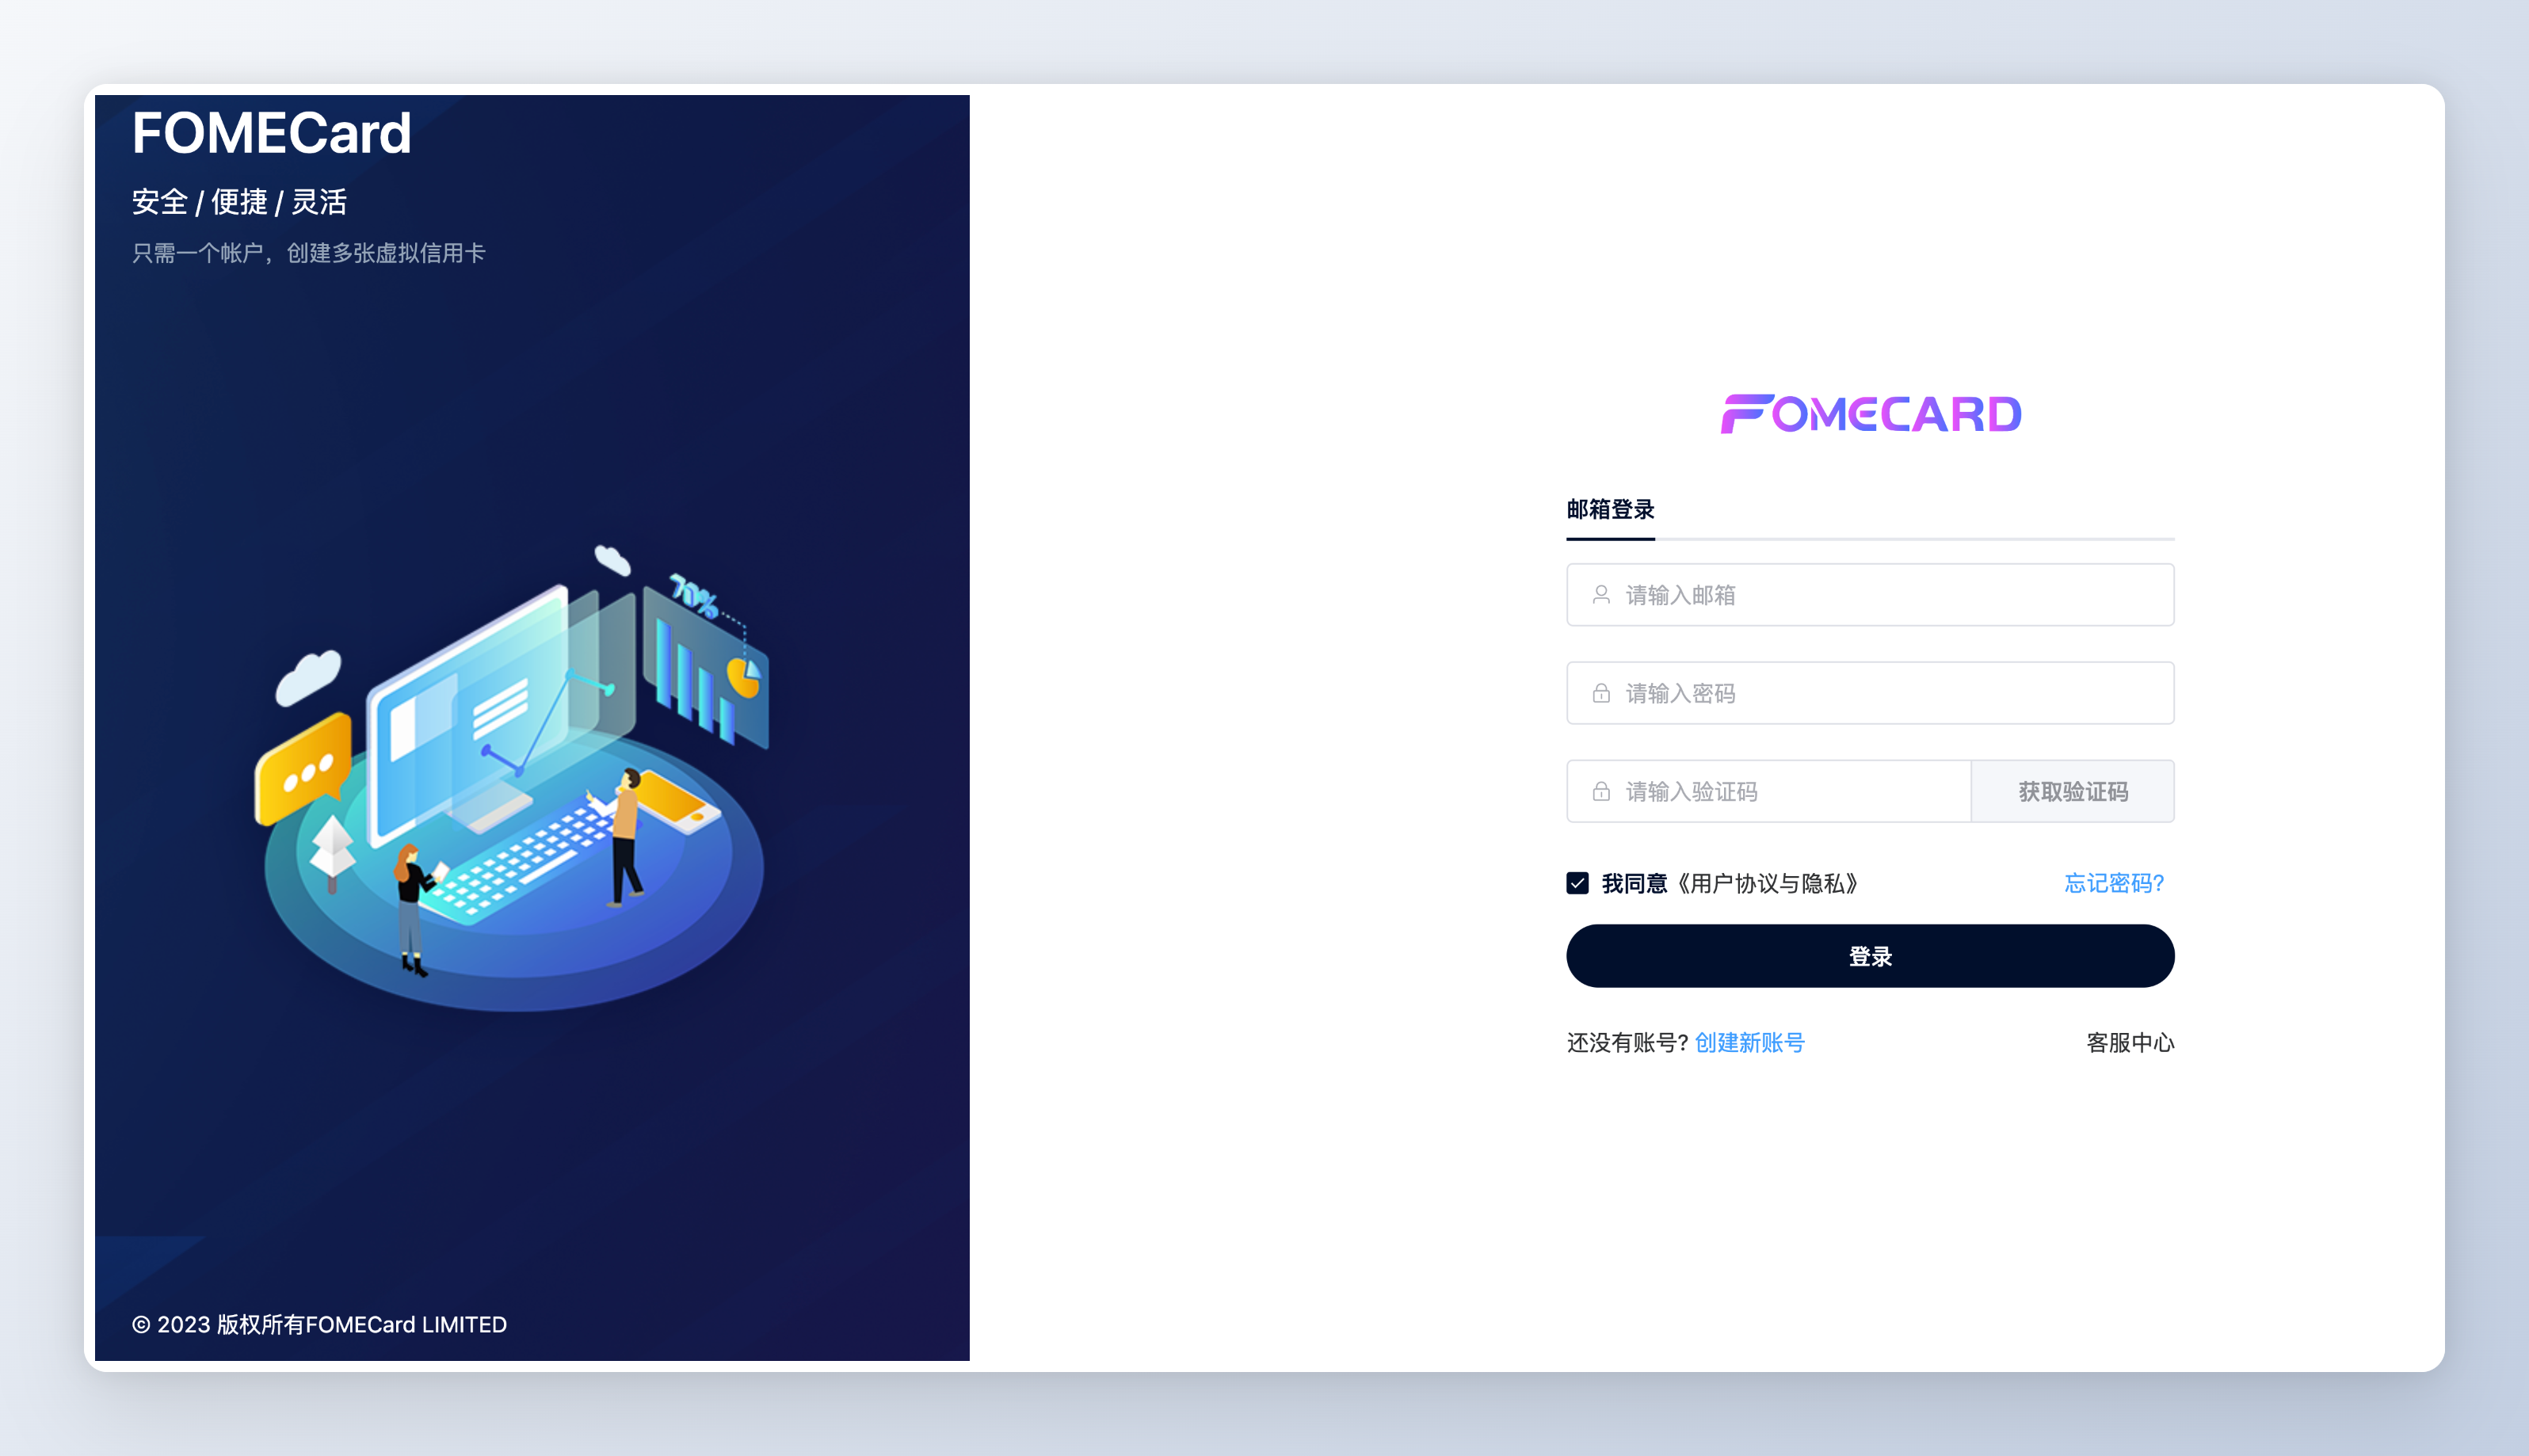 FOMECard
安全 / 便捷 / 灵活
只需一个帐户，创建多张虚拟信用卡
70%
© 2023 版权所有FOMECard LIMITED
FOMECARD
邮箱登录
请输入邮箱
请输入密码
请输入验证码 获取验证码
我同意《用户协议与隐私》 忘记密码?
登录
还没有账号? 创建新账号 客服中心